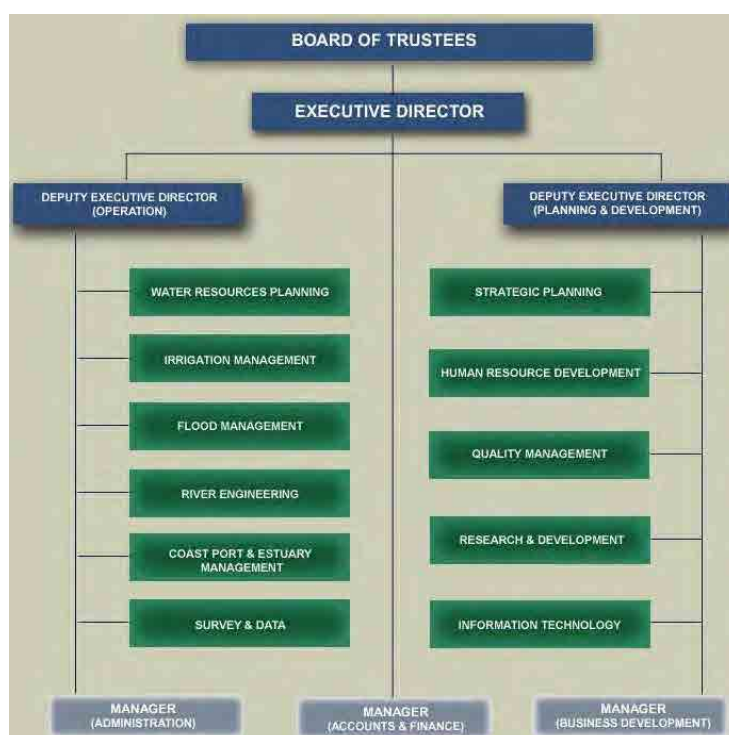 BOARD OF TRUSTEES
EXECUTIVE DIRECTOR
DEPUTY EXECUTIVE DIRECTOR
(OPERATION)
DEPUTY EXECUTIVE DIRECTOR
(PLANNING & DEVELOPMENT)
WATER RESOURCES PLANNING
STRATEGIC PLANNING
IRRIGATION MANAGEMENT
HUMAN RESOURCE DEVELOPMENT
FLOOD MANAGEMENT
QUALITY MANAGEMENT
RIVER ENGINEERING
RESEARCH & DEVELOPMENT
COAST PORT & ESTUARY
MANAGEMENT
SURVEY & DATA
INFORMATION TECHNOLOGY
MANAGER
(ADMINISTRATION)
MANAGER
(ACCOUNTS & FINANCE)
MANAGER
(BUSINESS DEVELOPMENT)